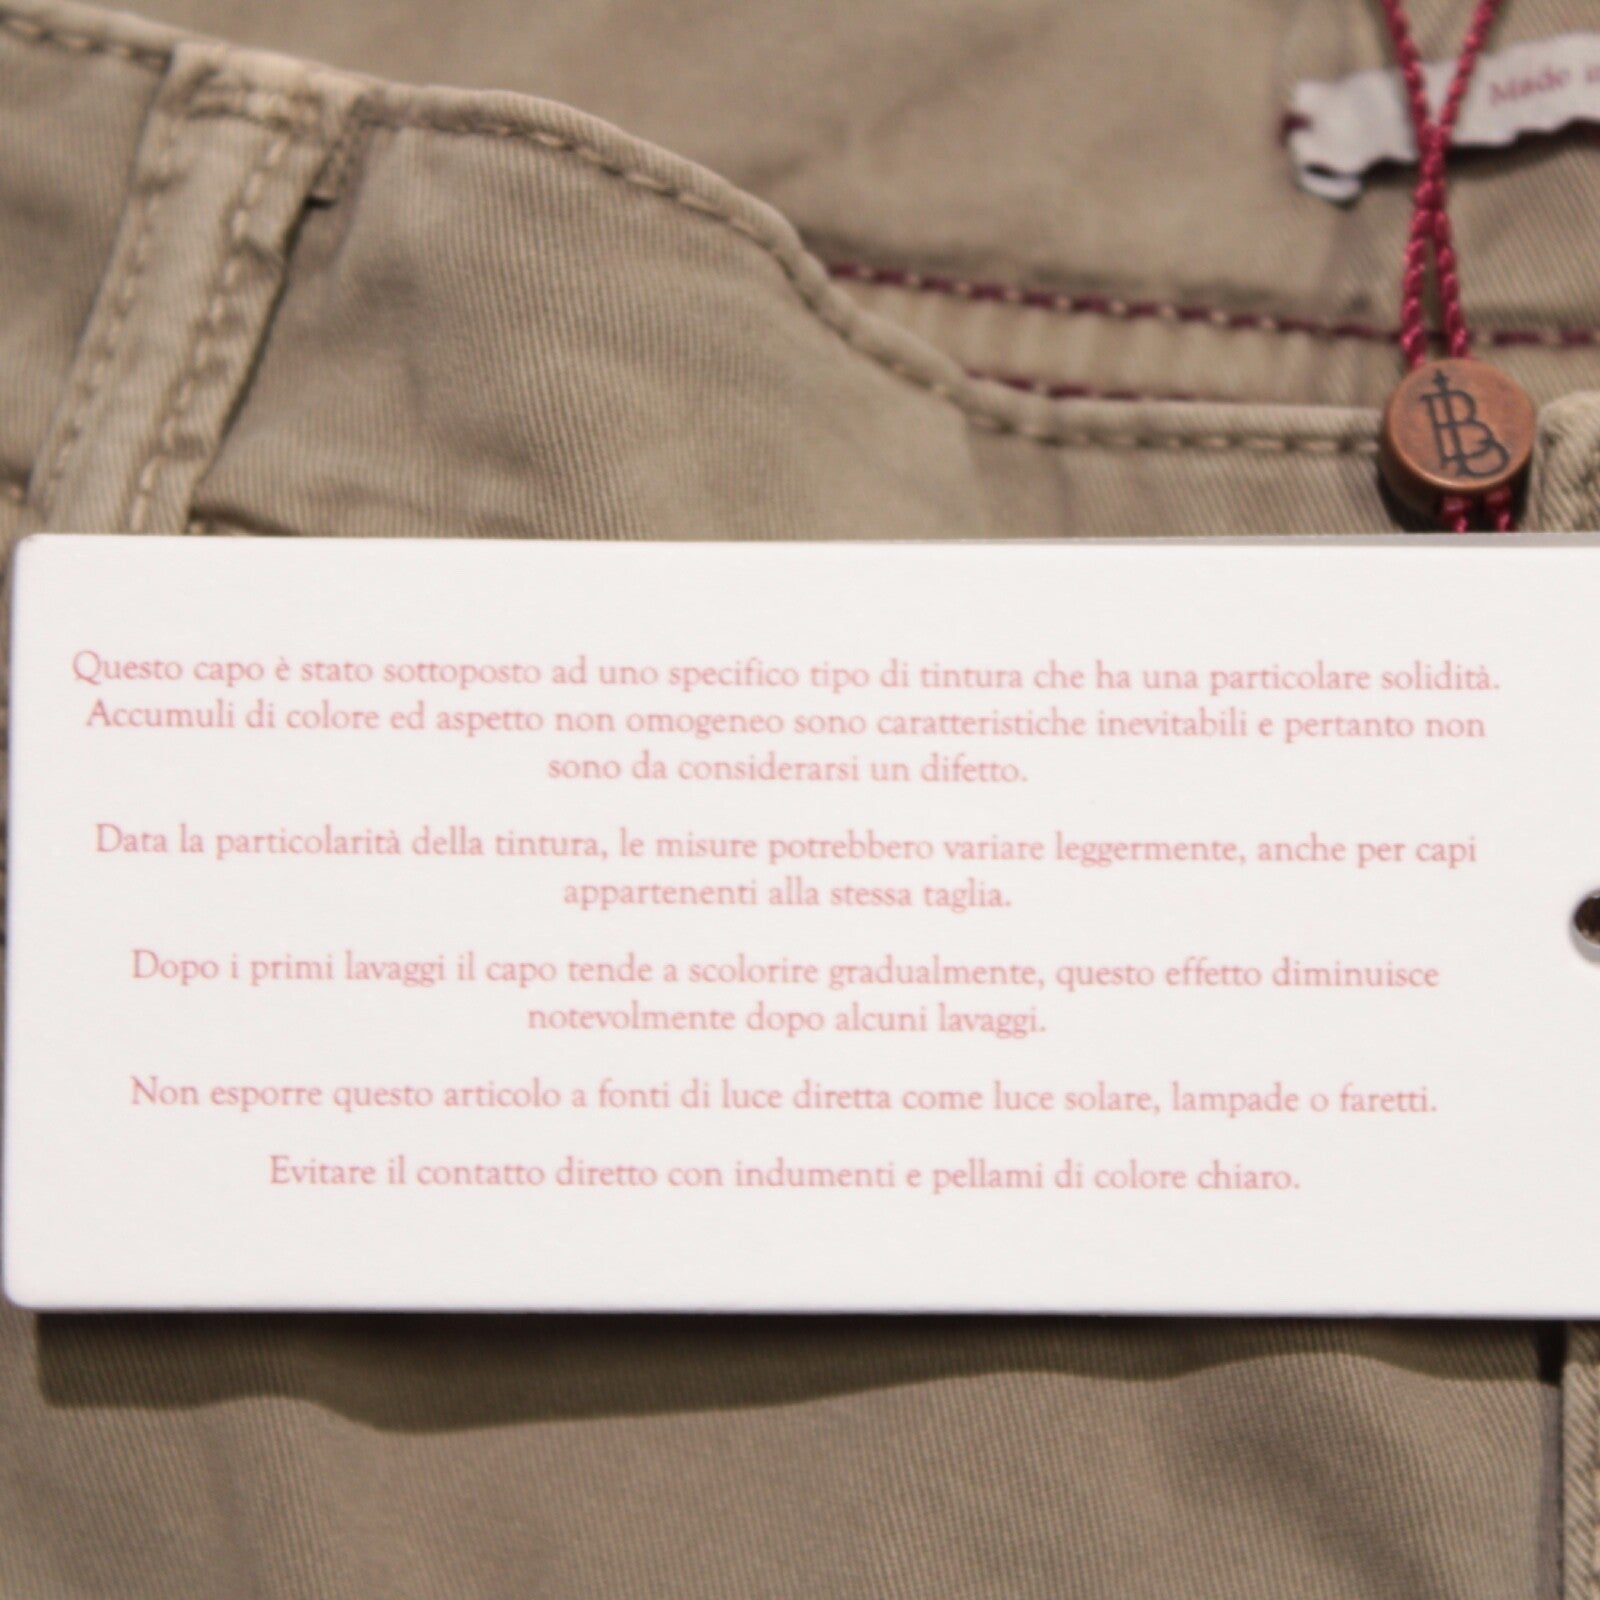 Made
Questo capo è stato sottoposto ad uno specifico tipo di tintura che ha una particolare solidità.
Accumuli di colore ed aspetto non omogeneo sono caratteristiche inevitabili e pertanto non
sono da considerarsi un difetto.
Data la particolarità della tintura, le misure potrebbero variare leggermente, anche per capi
appartenenti alla stessa taglia.
Dopo i primi lavaggi il capo tende a scolorire gradualmente, questo effetto diminuisce
notevolmente dopo alcuni lavaggi.
Non esporre questo articolo a fonti di luce diretta come luce solare, lampade o faretti.
Evitare il contatto diretto con indumenti e pellami di colore chiaro.